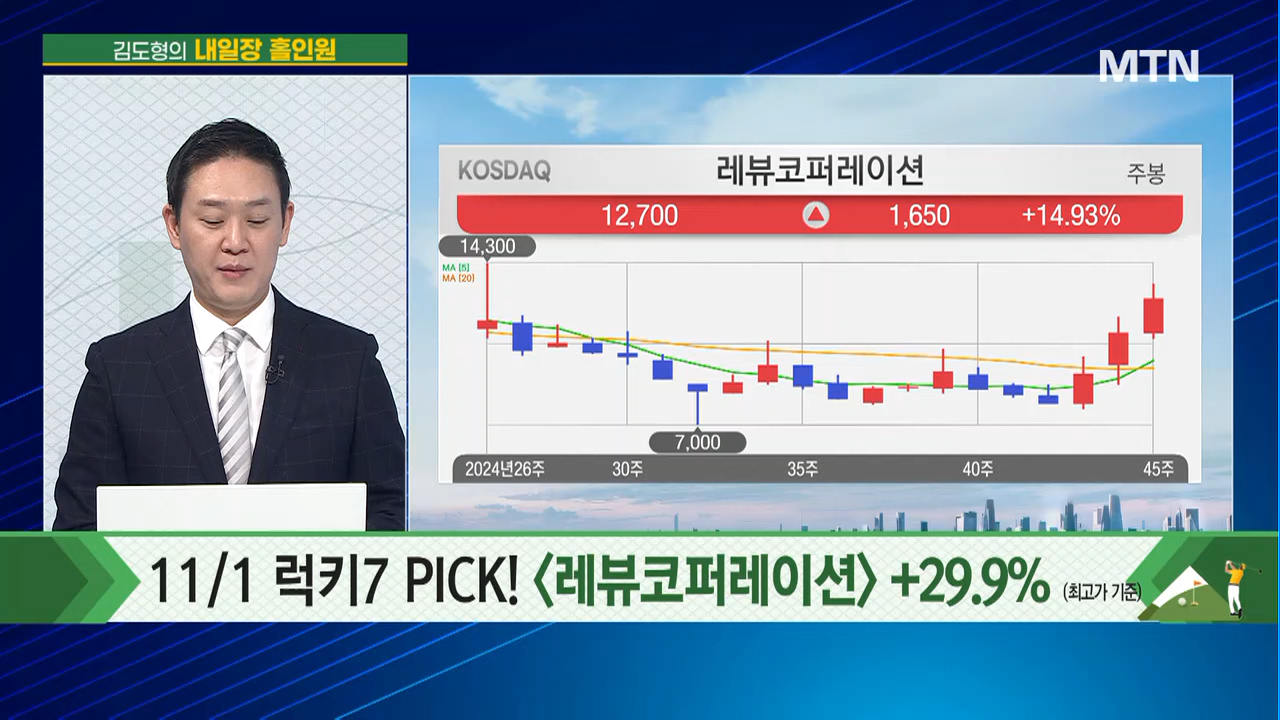 김도형의 내일장 홀인원
MTN
KOSDAQ 레뷰코퍼레이션 주봉
12,700 1,650 +14.93%
14,300
MA [5]
MA [20]
7,000
2024년26주 30주 35주 40주 45주
11/1 럭키7 PICK! <레뷰코퍼레이션> +29.9% (최고가 기준)